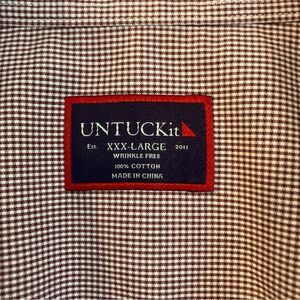 UNTUCKit
Est. XXX-LARGE 2011
WRINKLE FREE
100% COTTON
MADE IN CHINA